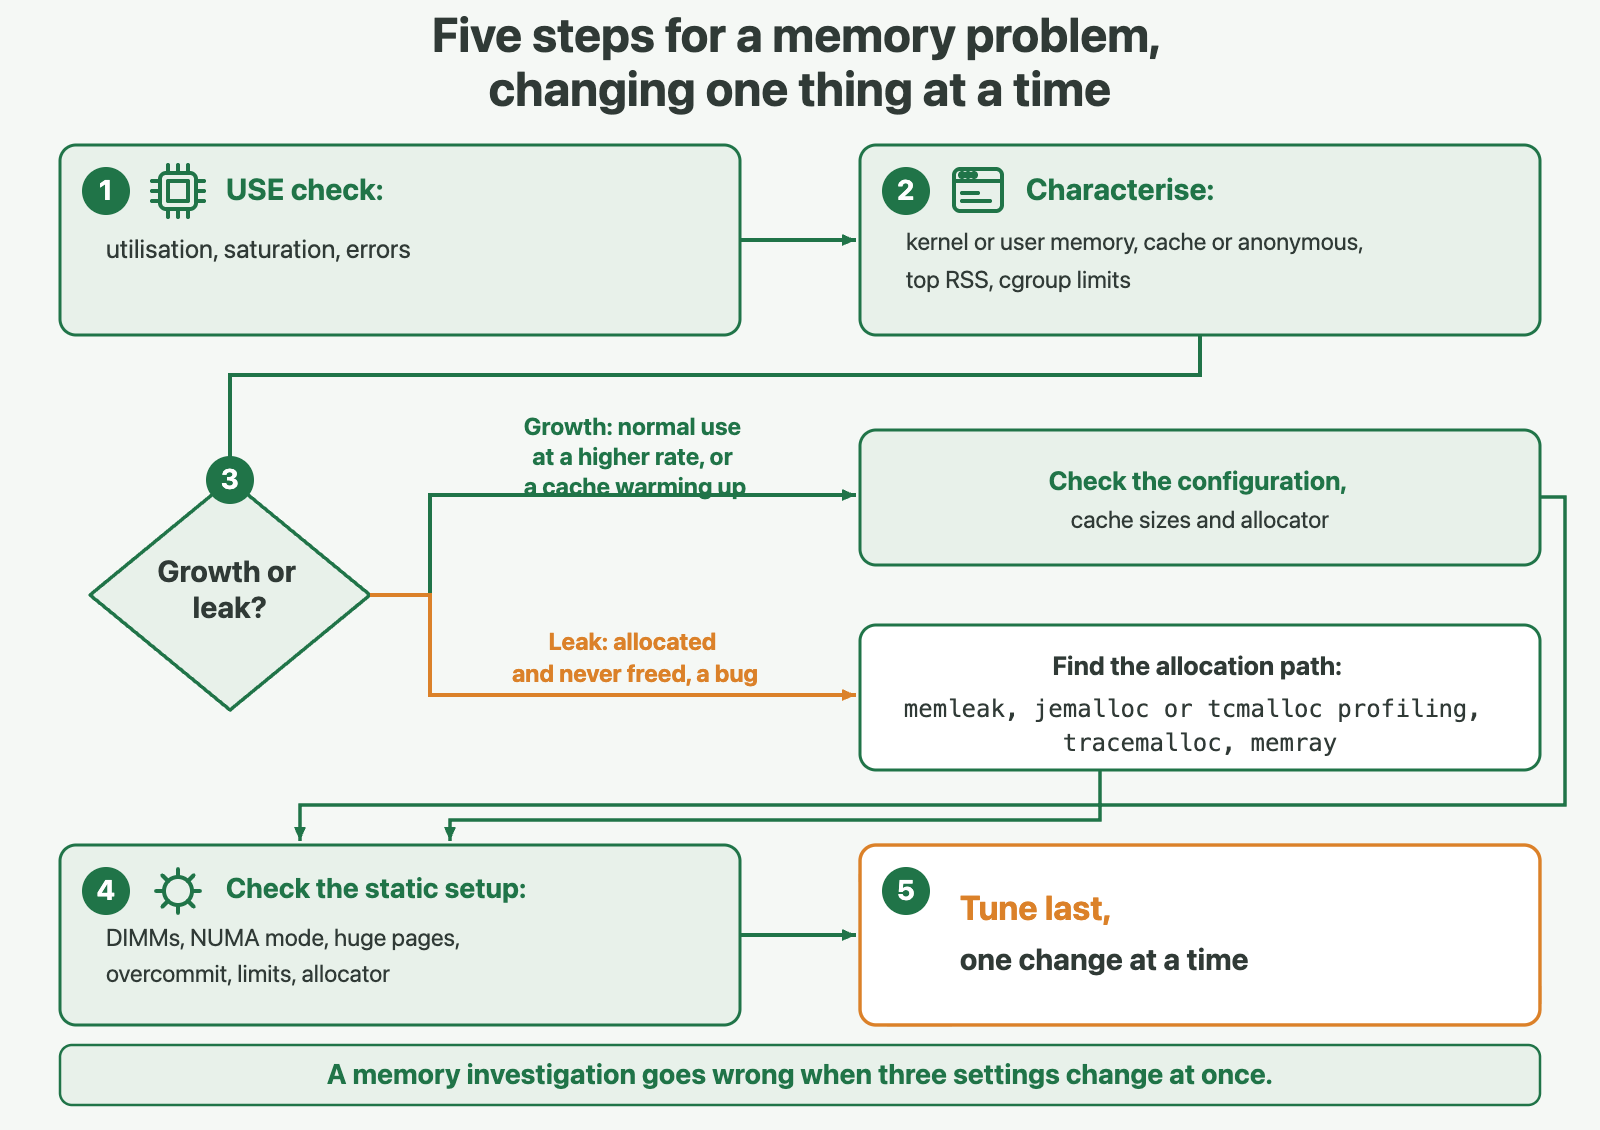 Five steps for a memory problem,
changing one thing at a time
1
USE check:
utilisation, saturation, errors
2
Characterise:
kernel or user memory, cache or anonymous,
top RSS, cgroup limits
3
Growth or
leak?
Growth: normal use
at a higher rate, or
a cache warming up
Check the configuration,
cache sizes and allocator
Leak: allocated
and never freed, a bug
Find the allocation path:
memleak, jemalloc or tcmalloc profiling,
tracemalloc, memray
4
Check the static setup:
DIMMs, NUMA mode, huge pages,
overcommit, limits, allocator
5
Tune last,
one change at a time
A memory investigation goes wrong when three settings change at once.